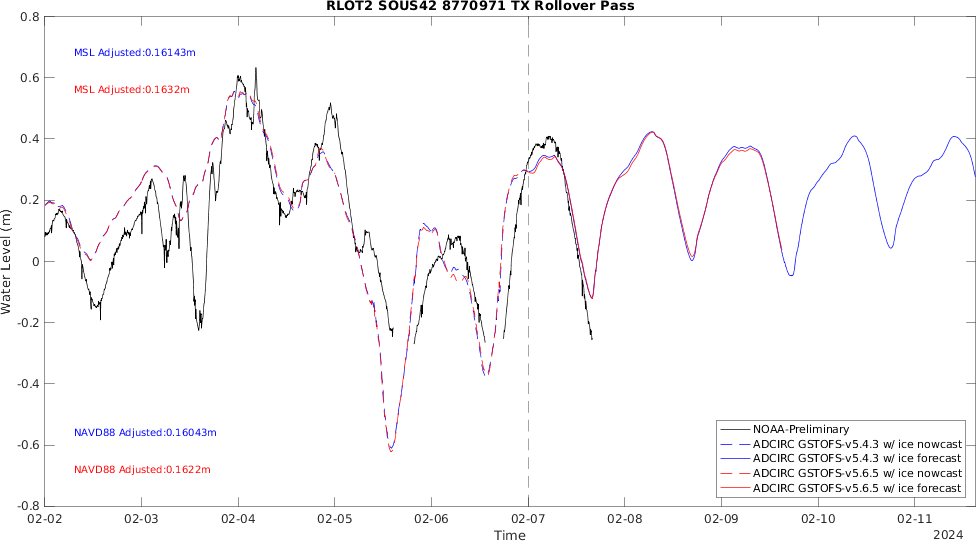 RLOT2 SOUS42 8770971 TX Rollover Pass
0.8
MSL Adjusted:0.16143m
0.6
MSL Adjusted:0.1632m
0.4
0.2
Water Level (m)
0
-0.2
-0.4
NAVD88 Adjusted:0.16043m
NOAA-Preliminary
-0.6
ADCIRC GSTOFS-v5.4.3 w/ ice nowcast
ADCIRC GSTOFS-v5.4.3 w/ ice forecast
NAVD88 Adjusted:0.1622m
ADCIRC GSTOFS-v5.6.5 w/ ice nowcast
ADCIRC GSTOFS-v5.6.5 w/ ice forecast
-0.8
02-02 02-03 02-04 02-05 02-06 02-07 02-08 02-09 02-10 02-11
Time
2024